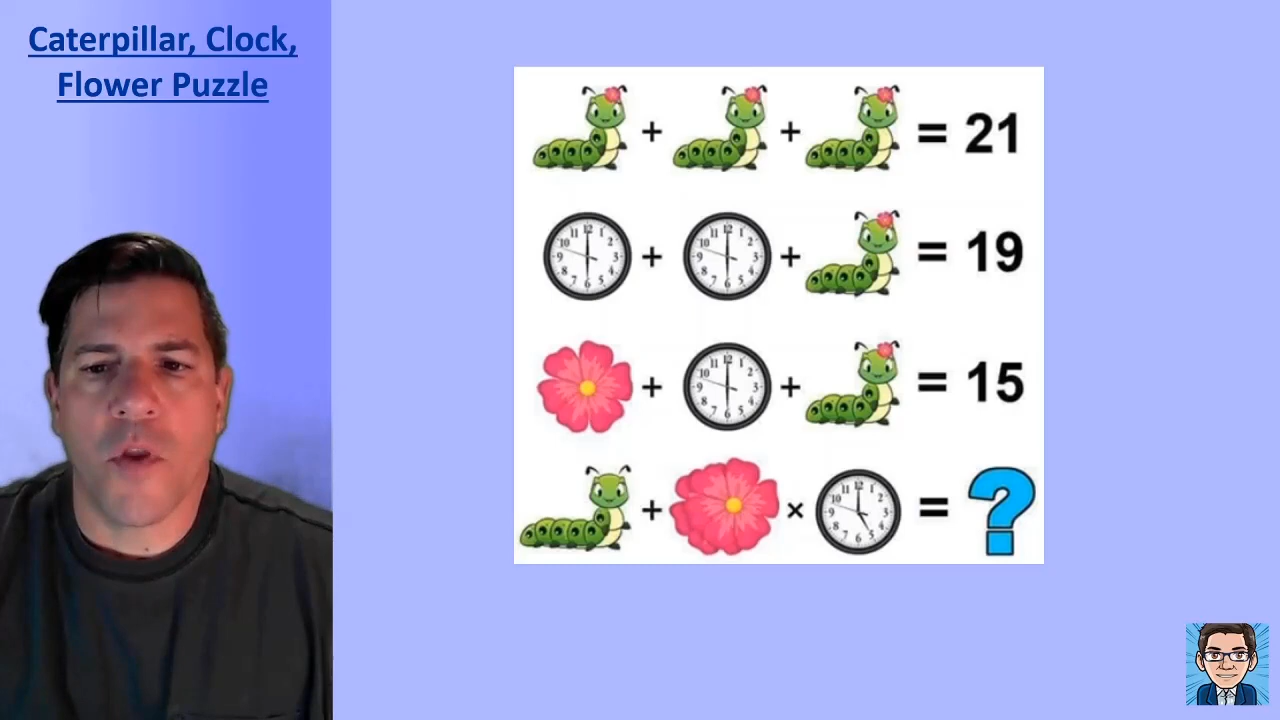 Caterpillar, Clock,
Flower Puzzle
+ + = 21
+ + = 19
+ + = 15
+ × = ?